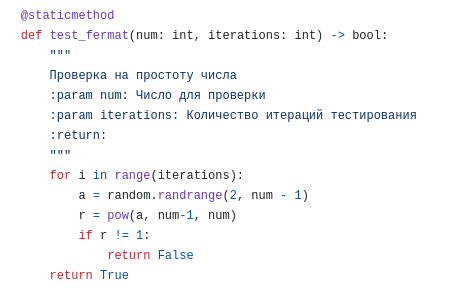 @staticmethod
def test_fermat(num: int, iterations: int) -> bool:
    """
    Проверка на простоту числа
    :param num: Число для проверки
    :param iterations: Количество итераций тестирования
    :return:
    """
    for i in range(iterations):
        a = random.randrange(2, num - 1)
        r = pow(a, num-1, num)
        if r != 1:
            return False
    return True